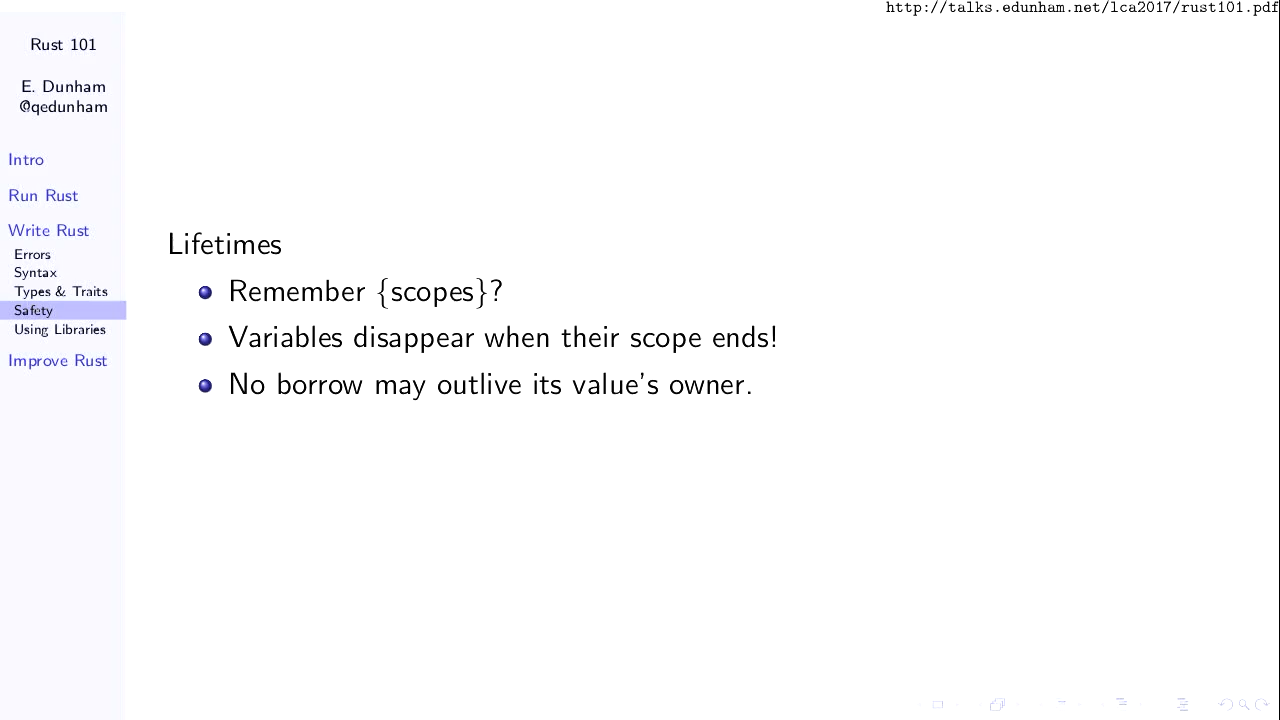 http://talks.edunham.net/lca2017/rust101.pdf
Rust 101
E. Dunham
@qedunham
Intro
Run Rust
Write Rust
Errors
Syntax
Types & Traits
Safety
Using Libraries
Improve Rust
Lifetimes
Remember {scopes}?
Variables disappear when their scope ends!
No borrow may outlive its value's owner.